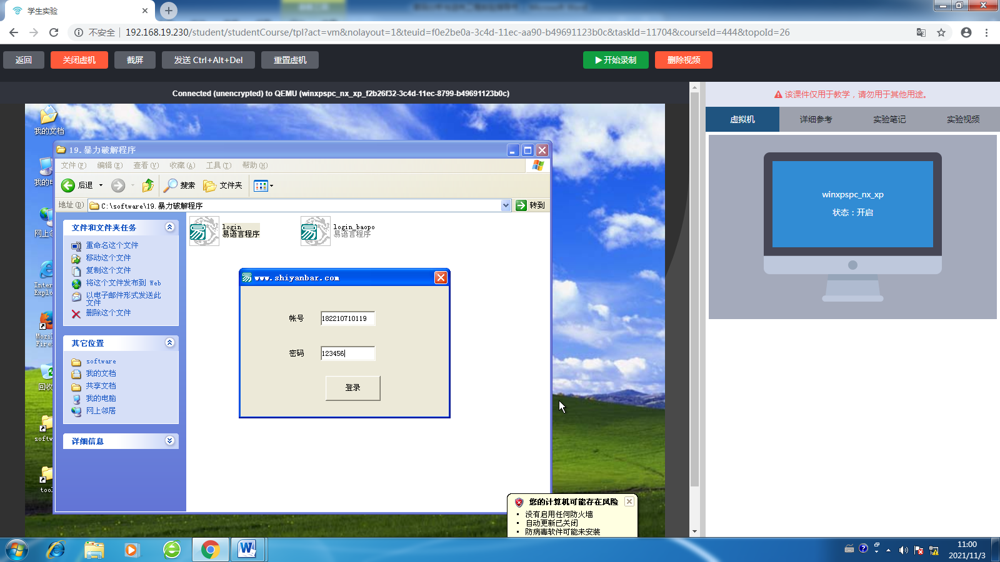 学生实验
不安全
192.168.19.230/student/studentCourse/tpl?act=vm&nolayout=1&teuid=f0e2be0a-3c4d-11ec-aa90-b49691123b0c&taskId=11704&courseId=444&topoId=26
返回
关闭虚机
截屏
发送 Ctrl+Alt+Del
重置虚机
开始录制
删除视频
Connected (unencrypted) to QEMU (winxpspc_nx_xp_f2b26f32-3c4d-11ec-8799-b49691123b0c)
该课件仅用于教学，请勿用于其他用途。
虚拟机
详细参考
实验笔记
实验视频
winxpspc_nx_xp
状态：开启
我的文档
我的电
网上邻
Inter
Explo
Mozi
Fire
回收
softw
too
19.暴力破解程序
文件(F)
编辑(E)
查看(V)
收藏(A)
工具(T)
帮助(H)
后退
搜索
文件夹
地址(D)
C:\software\19.暴力破解程序
转到
文件和文件夹任务
重命名这个文件
移动这个文件
复制这个文件
将这个文件发布到 Web
以电子邮件形式发送此
文件
删除这个文件
其它位置
software
我的文档
共享文档
我的电脑
网上邻居
详细信息
login
易语言程序
login_baopo
易语言程序
www.shiyanbar.com
帐号
182210710119
密码
123456
登录
您的计算机可能存在风险
没有启用任何防火墙
自动更新已关闭
防病毒软件可能未安装
11:00
2021/11/3